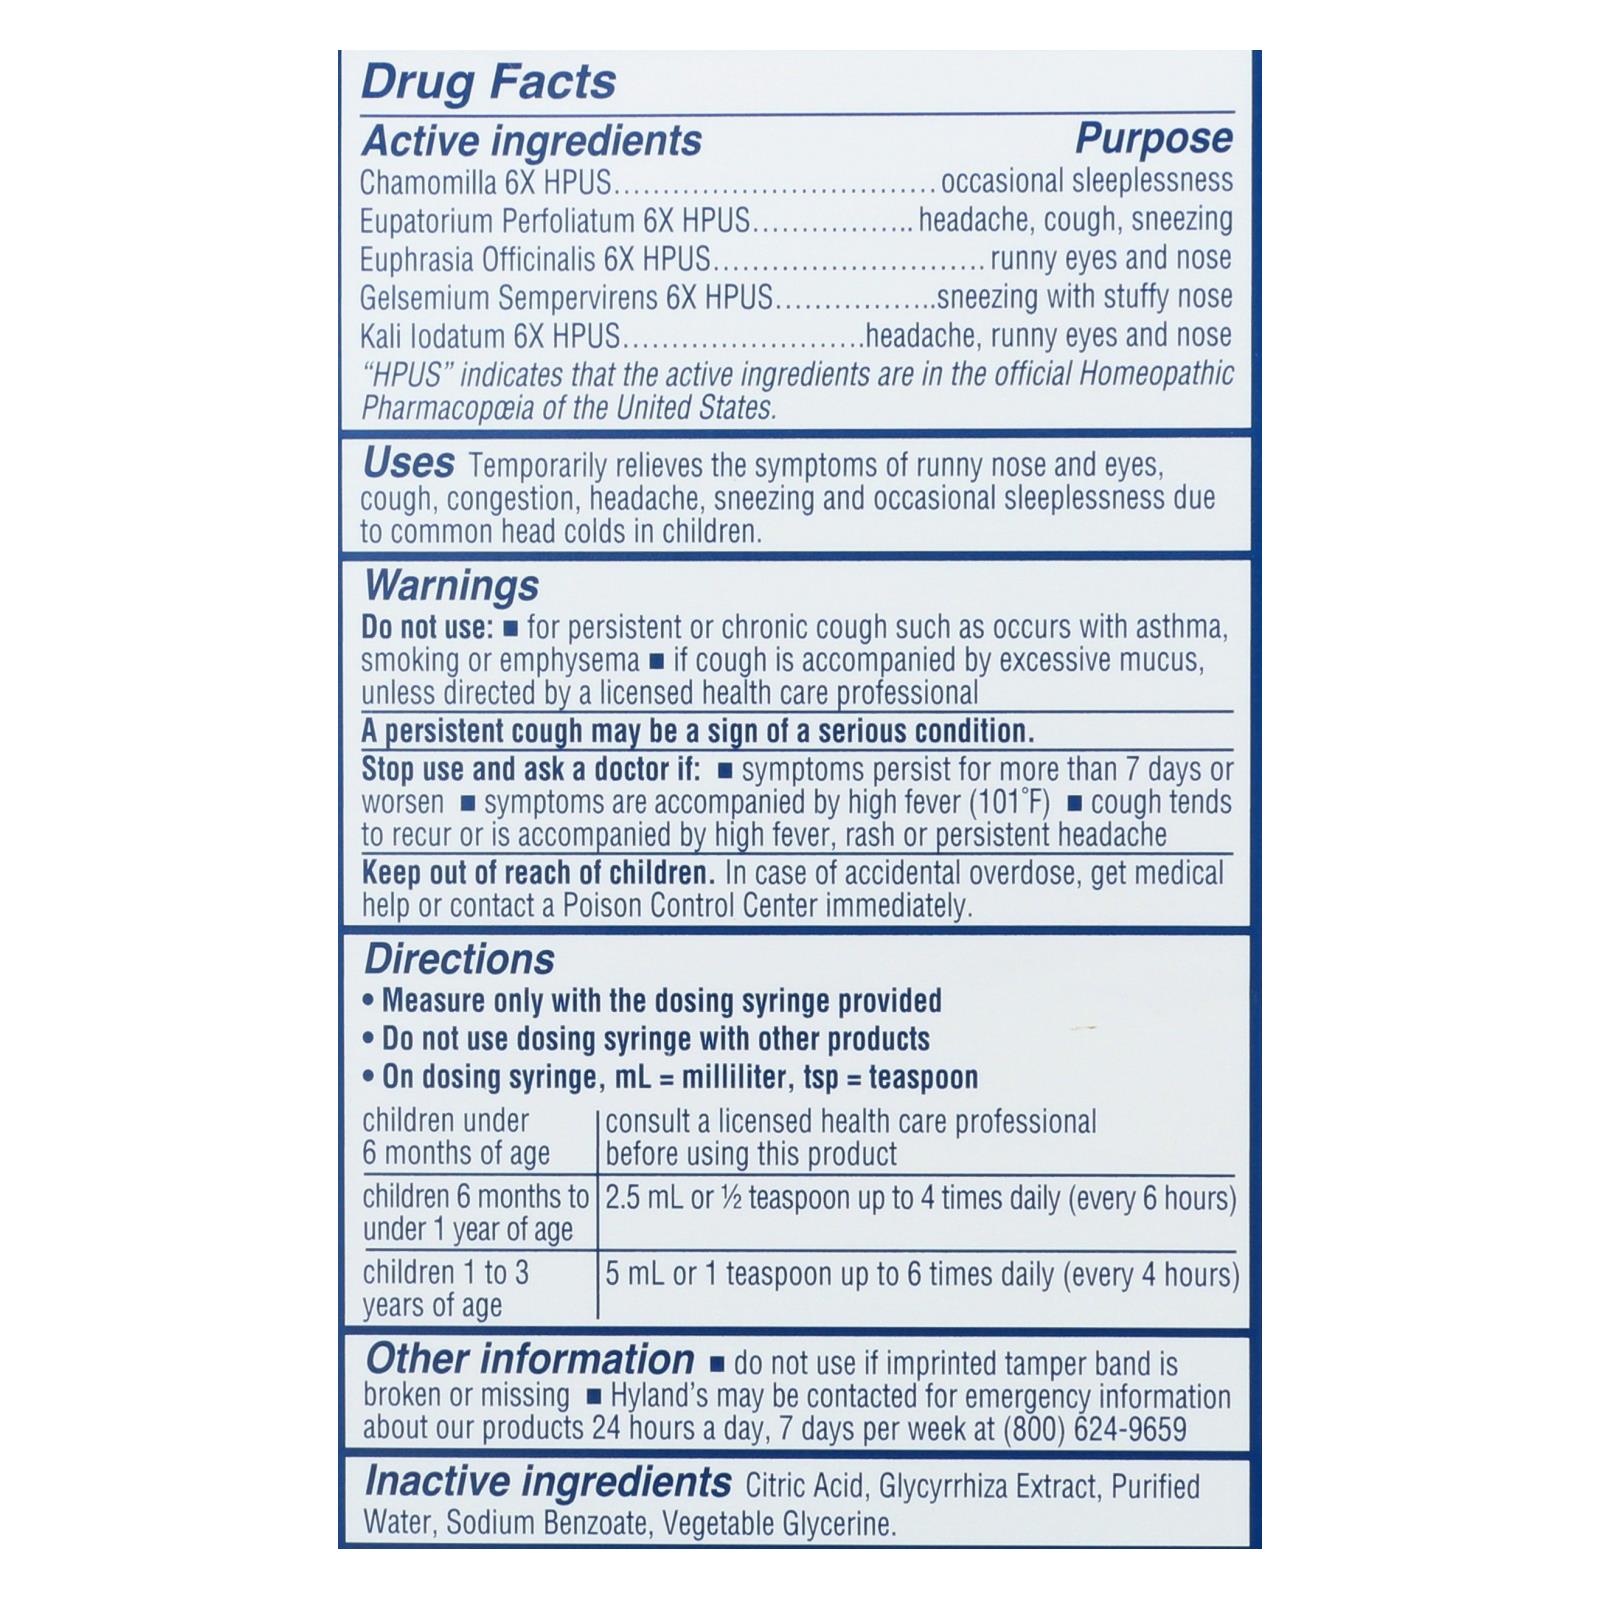 Drug Facts
Active ingredients Purpose
Chamomilla 6X HPUS................................occasional sleeplessness
Eupatorium Perfoliatum 6X HPUS.................headache, cough, sneezing
Euphrasia Officinalis 6X HPUS............................runny eyes and nose
Gelsemium Sempervirens 6X HPUS.................sneezing with stuffy nose
Kali Iodatum 6X HPUS.........................headache, runny eyes and nose
“HPUS” indicates that the active ingredients are in the official Homeopathic
Pharmacopœia of the United States.
Uses Temporarily relieves the symptoms of runny nose and eyes,
cough, congestion, headache, sneezing and occasional sleeplessness due
to common head colds in children.
Warnings
Do not use: ■ for persistent or chronic cough such as occurs with asthma,
smoking or emphysema ■ if cough is accompanied by excessive mucus,
unless directed by a licensed health care professional
A persistent cough may be a sign of a serious condition.
Stop use and ask a doctor if: ■ symptoms persist for more than 7 days or
worsen ■ symptoms are accompanied by high fever (101°F) ■ cough tends
to recur or is accompanied by high fever, rash or persistent headache
Keep out of reach of children. In case of accidental overdose, get medical
help or contact a Poison Control Center immediately.
Directions
• Measure only with the dosing syringe provided
• Do not use dosing syringe with other products
• On dosing syringe, mL = milliliter, tsp = teaspoon
children under
6 months of age
consult a licensed health care professional
before using this product
children 6 months to
under 1 year of age
2.5 mL or ½ teaspoon up to 4 times daily (every 6 hours)
children 1 to 3
years of age
5 mL or 1 teaspoon up to 6 times daily (every 4 hours)
Other information ■ do not use if imprinted tamper band is
broken or missing ■ Hyland’s may be contacted for emergency information
about our products 24 hours a day, 7 days per week at (800) 624-9659
Inactive ingredients Citric Acid, Glycyrrhiza Extract, Purified
Water, Sodium Benzoate, Vegetable Glycerine.